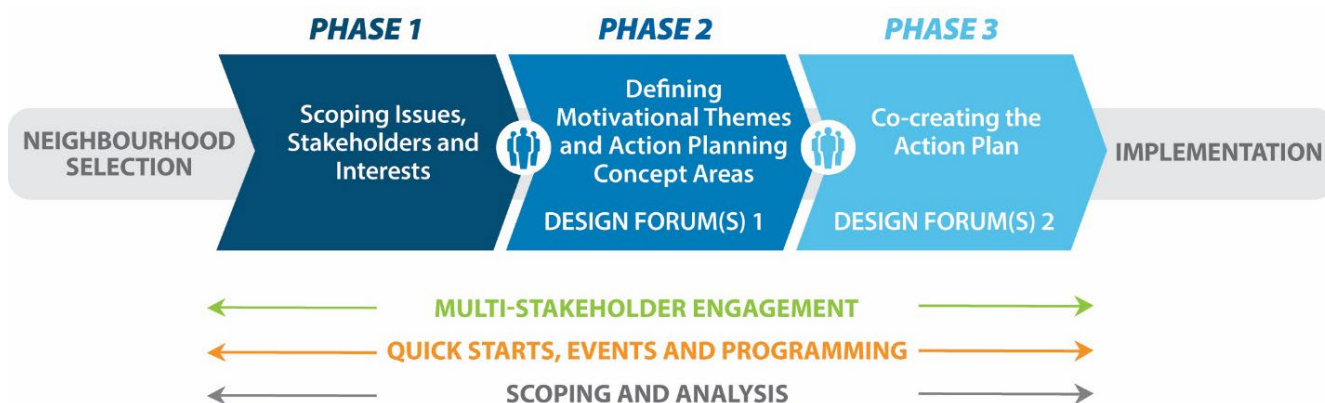 PHASE 1
PHASE 2
PHASE 3
NEIGHBOURHOOD
SELECTION
Scoping Issues,
Stakeholders and
Interests
Defining
Motivational Themes
and Action Planning
Concept Areas
DESIGN FORUM(S) 1
Co-creating the
Action Plan
DESIGN FORUM(S) 2
IMPLEMENTATION
MULTI-STAKEHOLDER ENGAGEMENT
QUICK STARTS, EVENTS AND PROGRAMMING
SCOPING AND ANALYSIS